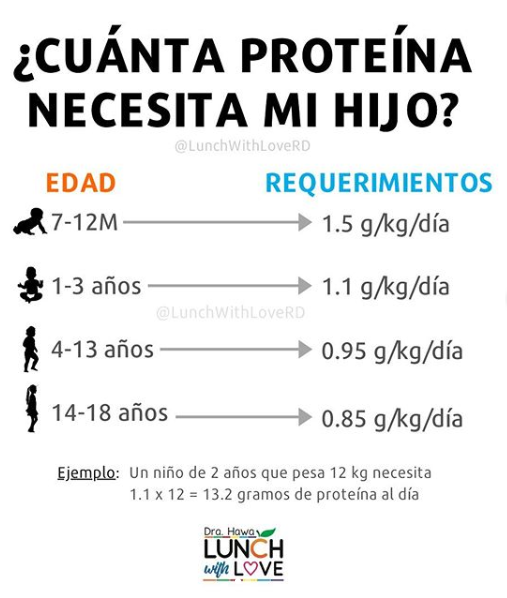 ¿CUÁNTA PROTEÍNA
NECESITA MI HIJO?
@LunchWithLoveRD
EDAD REQUERIMIENTOS
7-12M 1.5 g/kg/día
1-3 años 1.1 g/kg/día
@LunchWithLoveRD
4-13 años 0.95 g/kg/día
14-18 años 0.85 g/kg/día
Ejemplo: Un niño de 2 años que pesa 12 kg necesita
1.1 x 12 = 13.2 gramos de proteína al día
Dra. Hawa
LUNCH
with LOVE